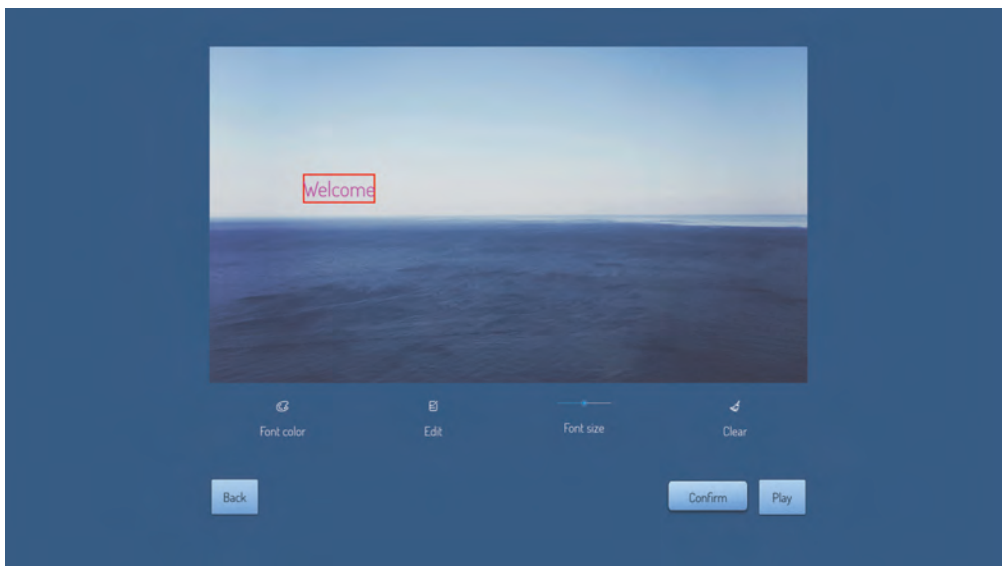 Welcome
Font color
Edit
Font size
Clear
Back
Confirm
Play